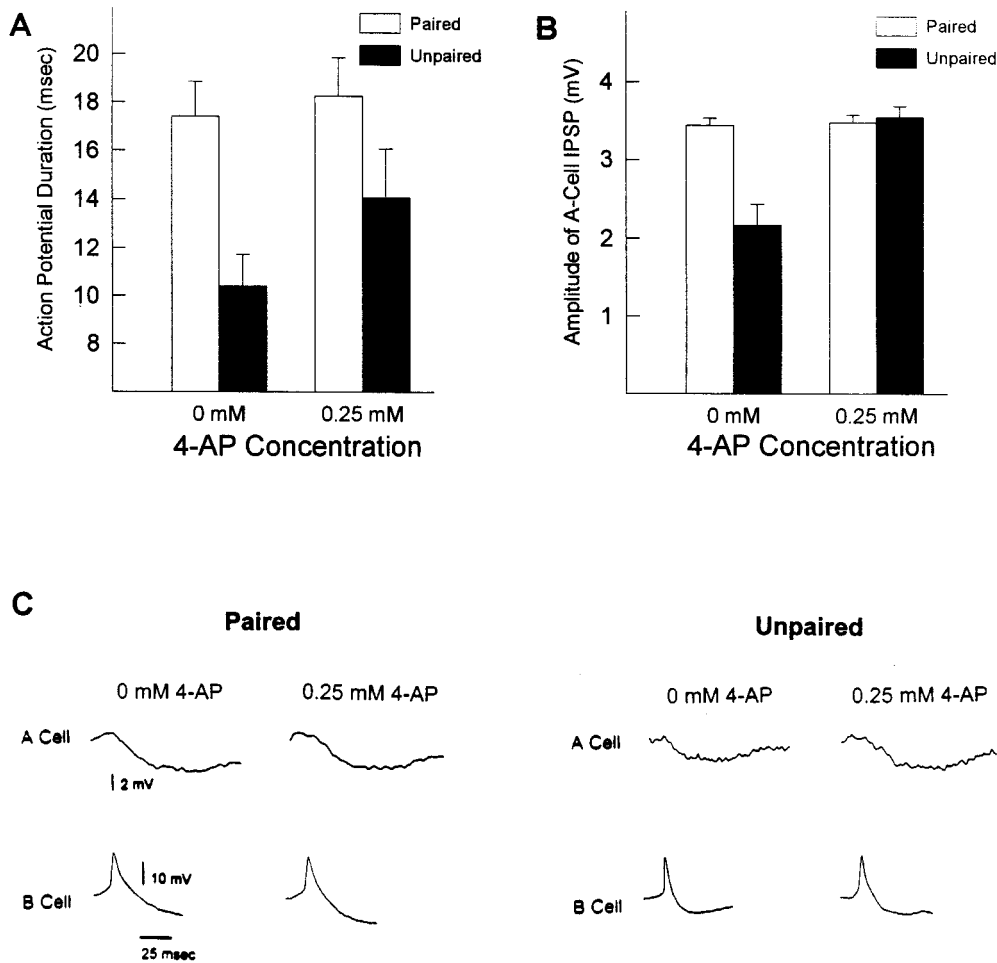 A
Action Potential Duration (msec)
20
18
16
14
12
10
8
Paired
Unpaired
0 mM
0.25 mM
4-AP Concentration
B
Amplitude of A-Cell IPSP (mV)
4
3
2
1
Paired
Unpaired
0 mM
0.25 mM
4-AP Concentration
C
Paired
0 mM 4-AP
0.25 mM 4-AP
A Cell
2 mV
B Cell
10 mV
25 msec
Unpaired
0 mM 4-AP
0.25 mM 4-AP
A Cell
B Cell